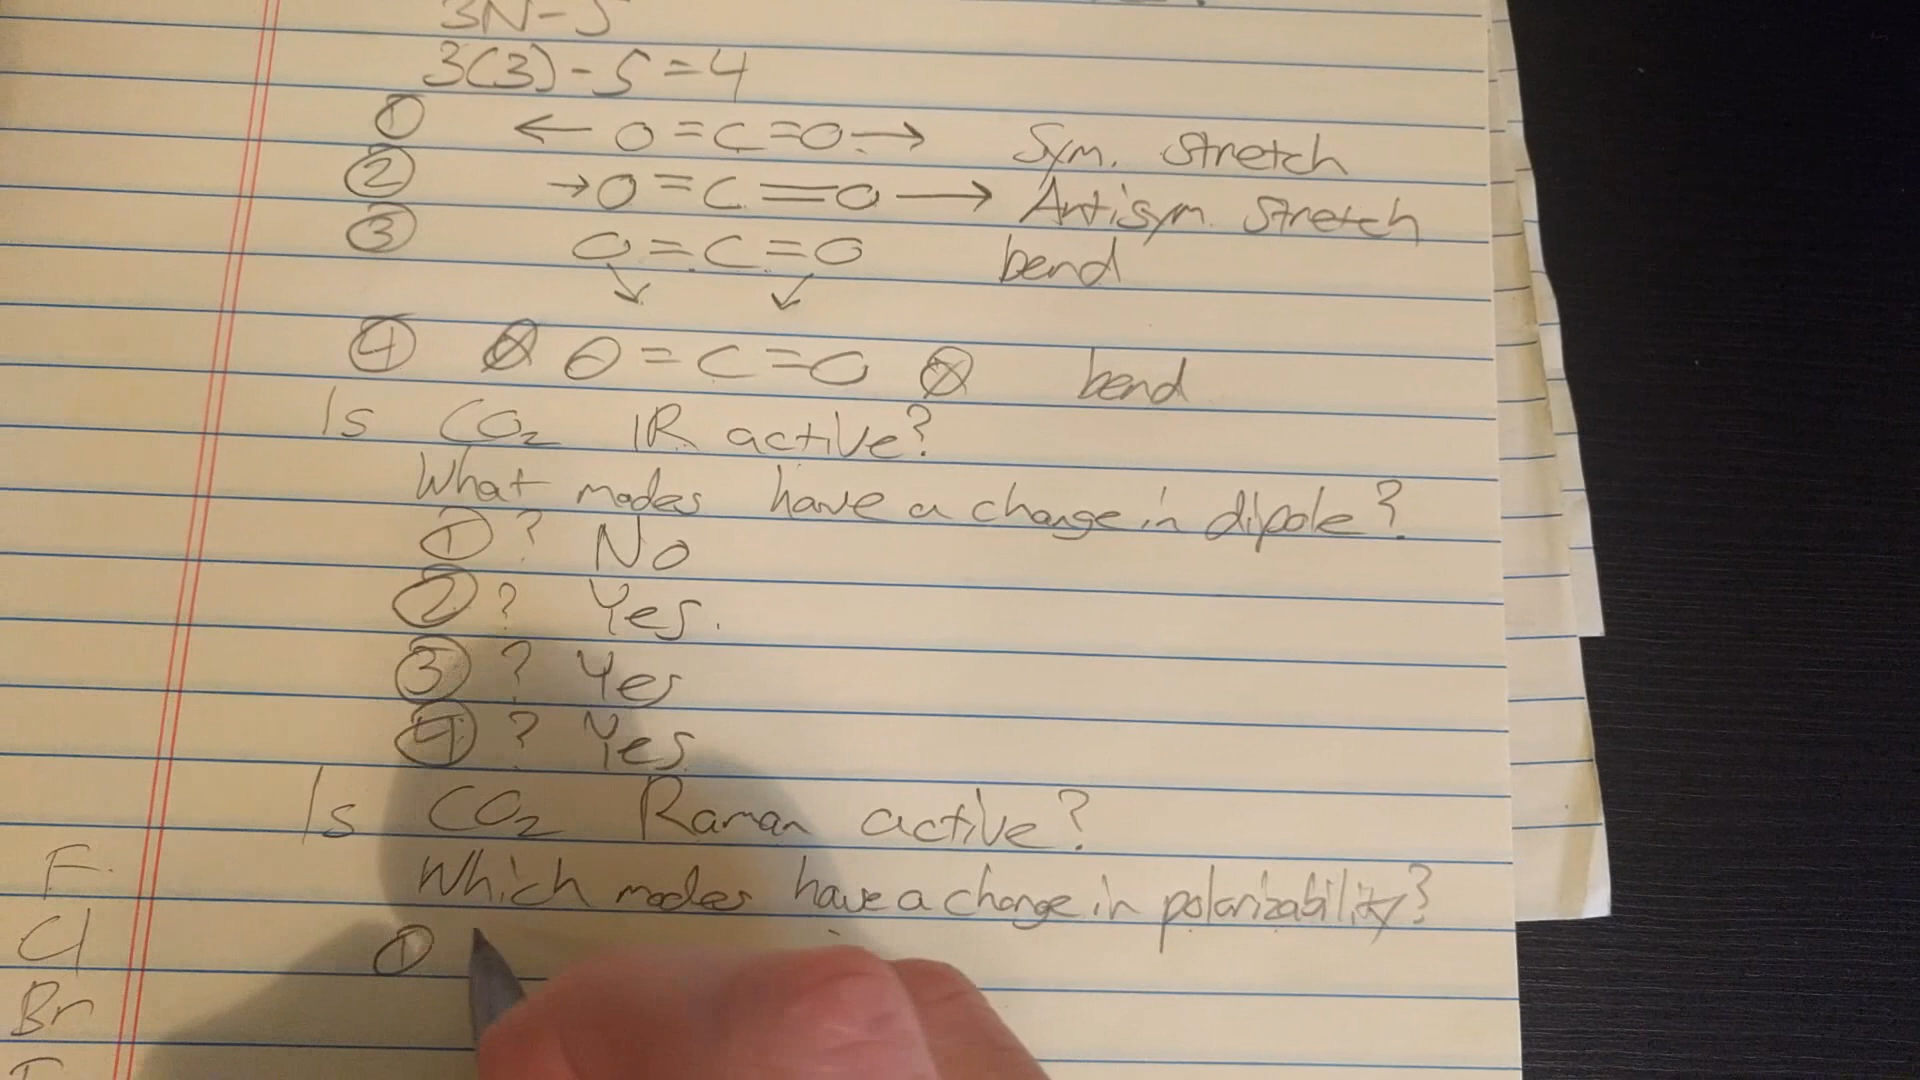 3N-5
3(3)-5=4
① ← O=C=O → Sym. Stretch
② → O=C=O → Antisym. Stretch
③ O=C=O bend
④ ⊗ O=C=O ⊗ bend
Is CO₂ IR active?
What modes have a change in dipole?
①? No
②? Yes.
③? Yes
④? Yes
Is CO₂ Raman active?
Which modes have a change in polarizability?
①
F
Cl
Br
I